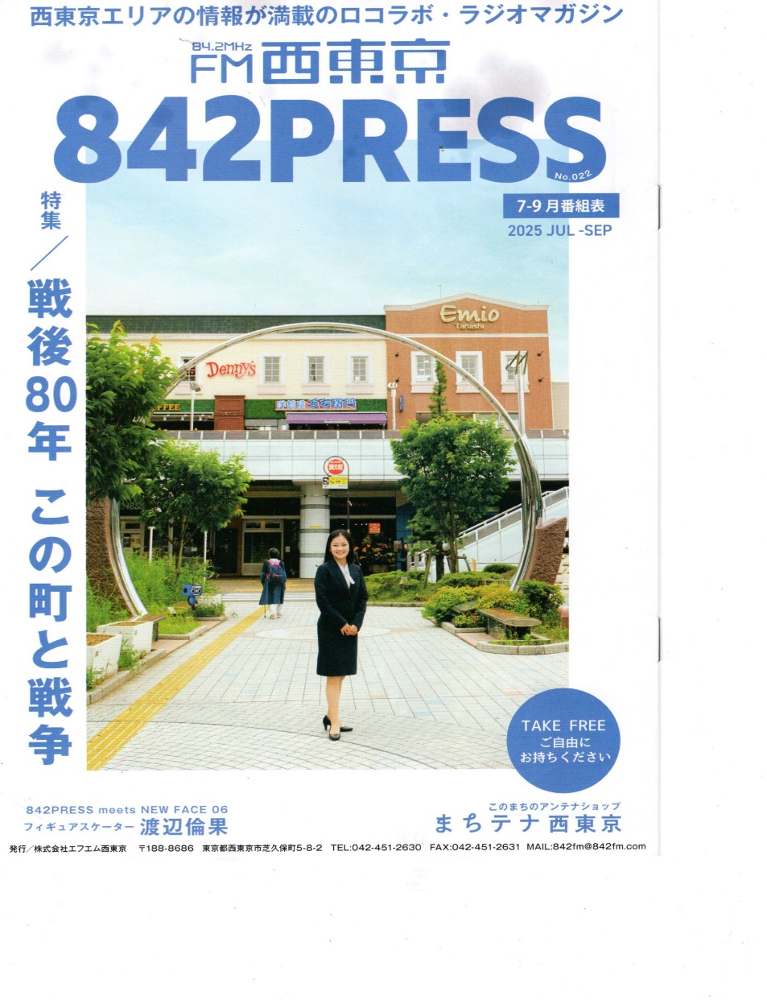 西東京エリアの情報が満載のロコラボ・ラジオマガジン
84.2MHz
FM西東京
842PRESS
No.022
7-9月番組表
2025 JUL -SEP
特集／戦後80年 この町と戦争
Emio
Tanashi
Denny's
TAKE FREE
ご自由に
お持ちください
842PRESS meets NEW FACE 06
フィギュアスケーター 渡辺倫果
このまちのアンテナショップ
まちテナ西東京
発行／株式会社エフエム西東京 〒188-8686 東京都西東京市芝久保町5-8-2 TEL:042-451-2630 FAX:042-451-2631 MAIL:842fm@842fm.com